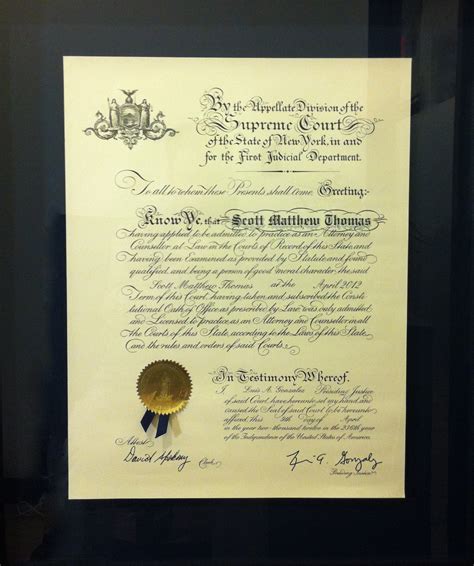 By the Appellate Division of the
Supreme Court
of the State of New York, in and
for the First Judicial Department.
To all to whom these Presents shall come Greeting:
Know Ye, that Scott Matthew Thomas
having applied to be admitted to practice as an Attorney and
Counsellor at Law in the Courts of Record of this State and
having been Examined as provided by Statute and found
qualified, and being a person of good moral character, the said
Scott Matthew Thomas at the April 2012
Term of this Court having taken and subscribed the Consti-
tutional Oath of Office as prescribed by Law was duly admitted
and Licensed to practice as an Attorney and Counsellor in all
the Courts of this State, according to the Laws of this State
and the rules and orders of said Courts.
In Testimony Whereof,
I Luis A. Gonzalez Presiding Justice
of said Court have hereunto set my hand and
caused the Seal of said Court to be hereunto
affixed this day of April
in the year two thousand twelve in the 236th year
of the Independence of the United States of America.
Attest
David Clerk
A. Gonzalez
Presiding Justice